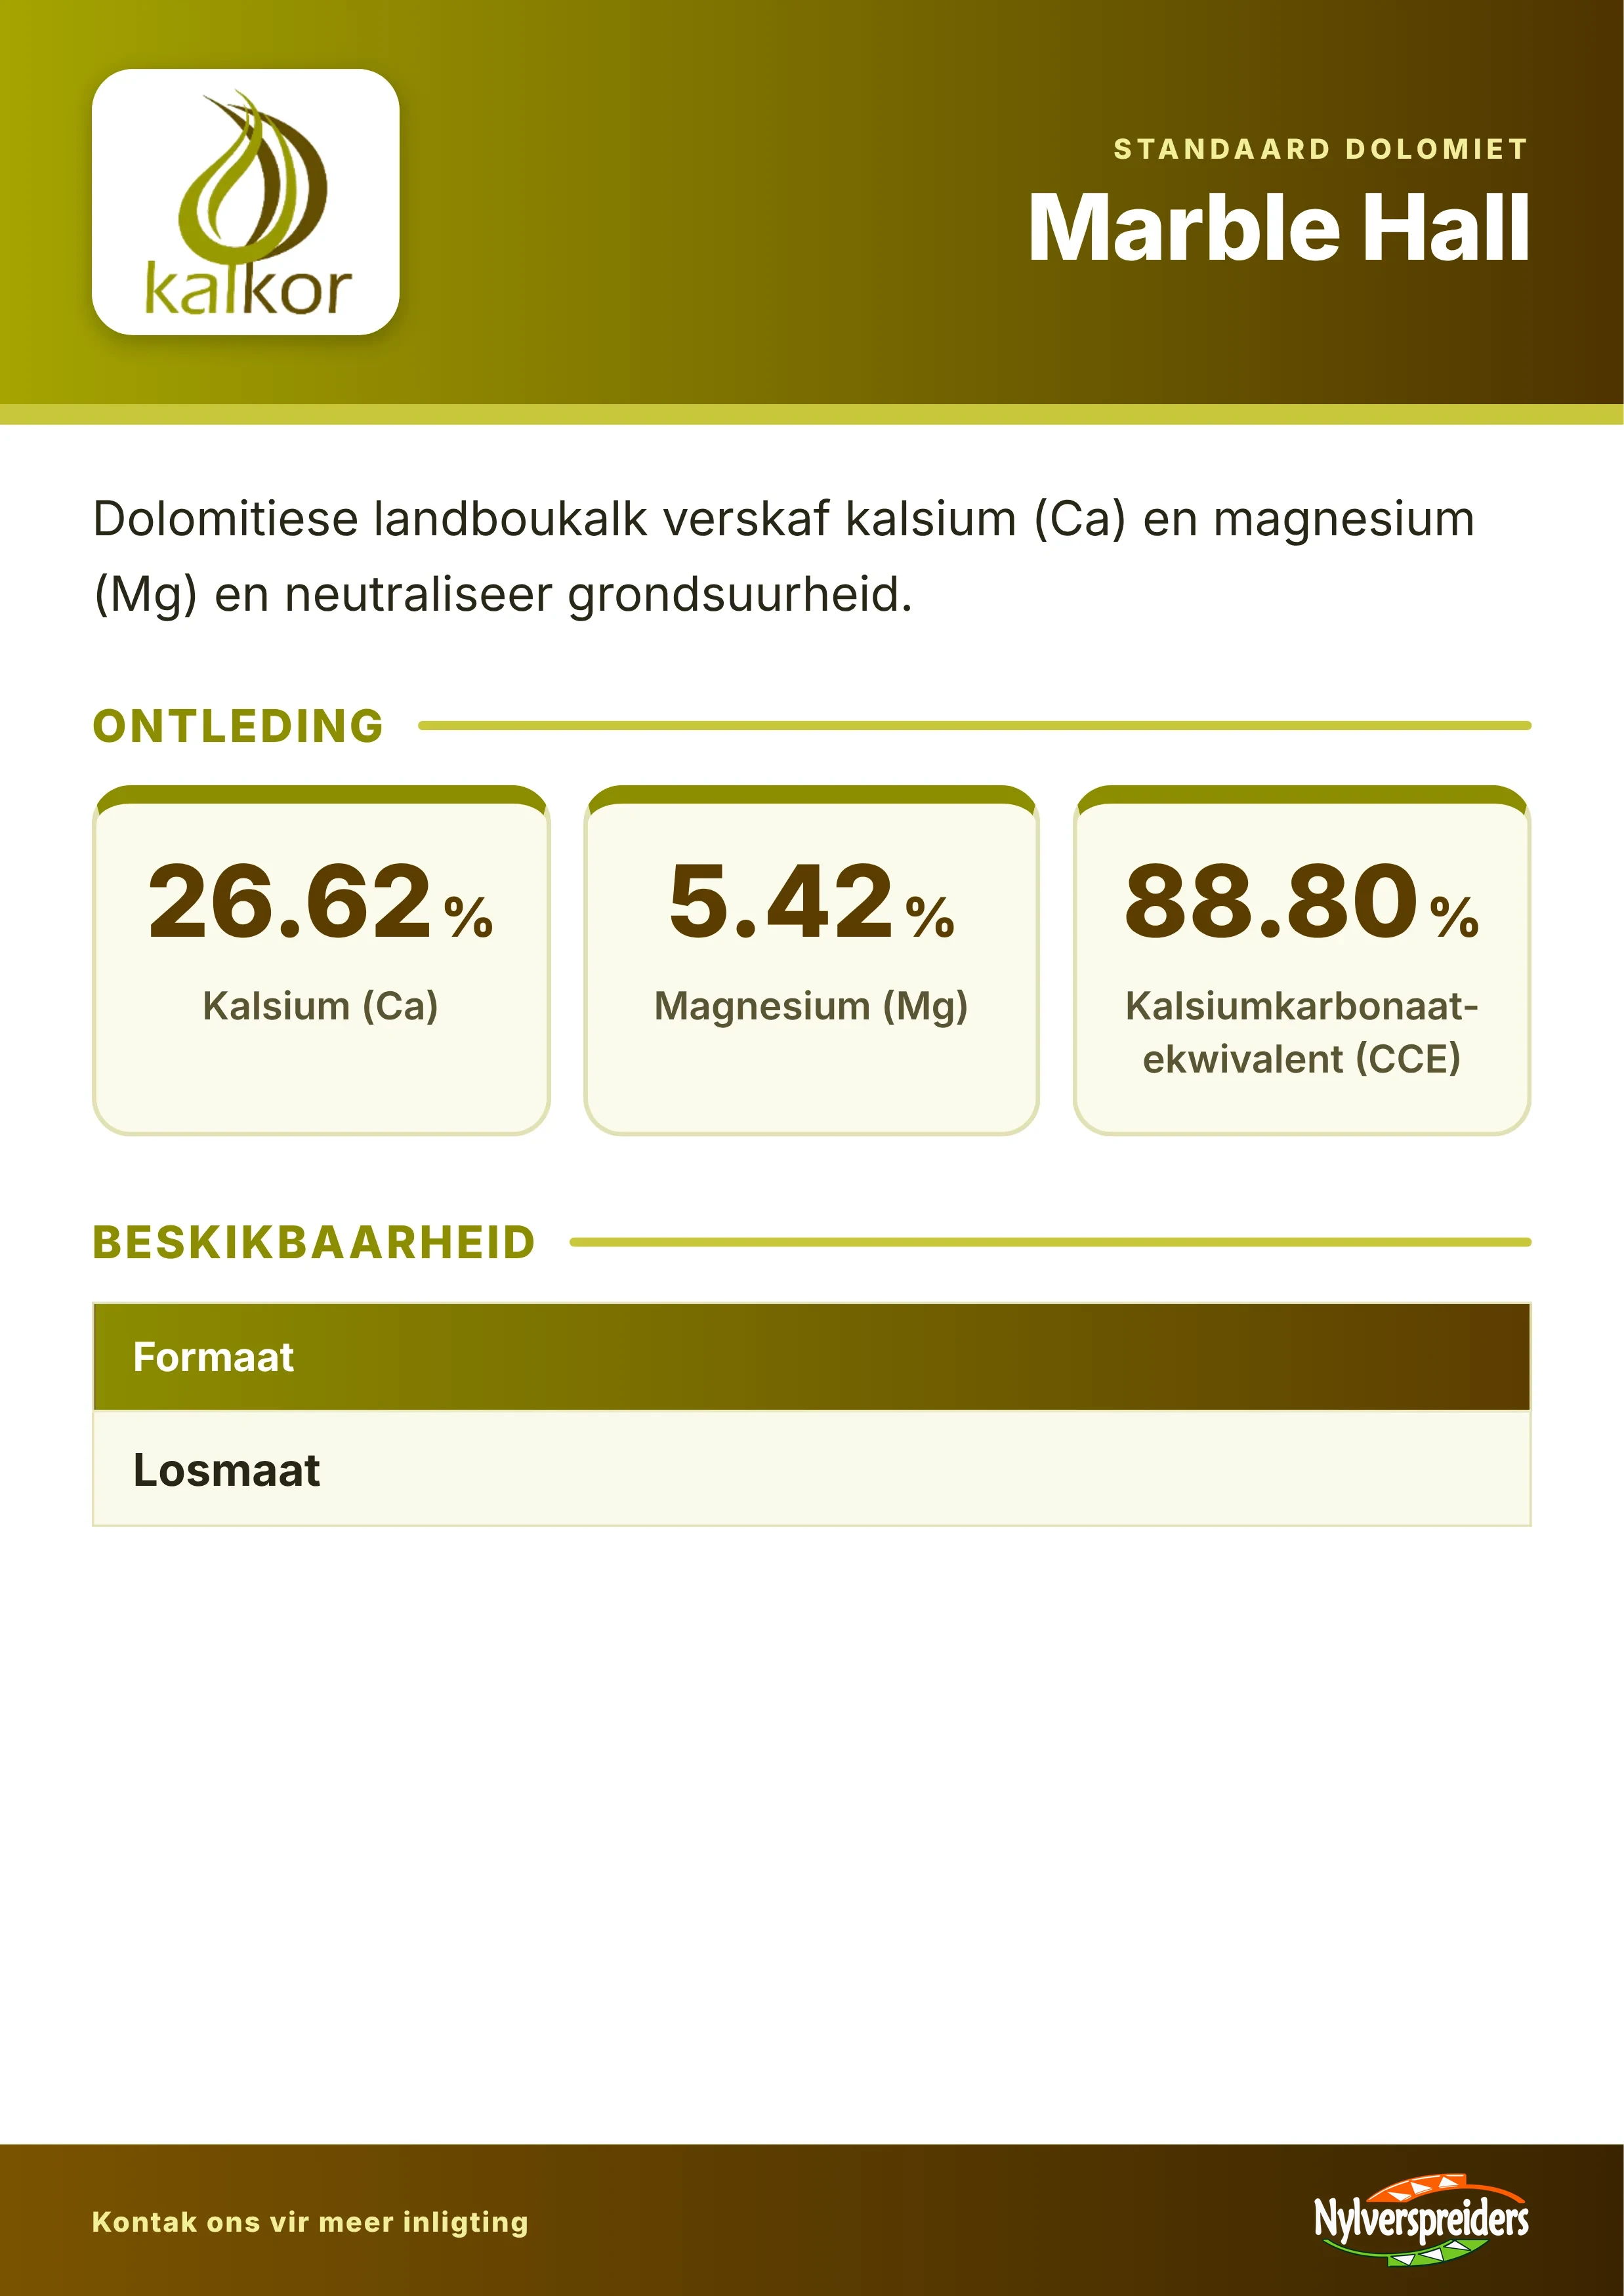 kalkor
STANDAARD DOLOMIET
Marble Hall
Dolomitiese landboukalk verskaf kalsium (Ca) en magnesium
(Mg) en neutraliseer grondsuurheid.
ONTLEDING
26.62%
Kalsium (Ca)
5.42%
Magnesium (Mg)
88.80%
Kalsiumkarbonaat-
ekwivalent (CCE)
BESKIKBAARHEID
Formaat
Losmaat
Kontak ons vir meer inligting
Nylverspreiders